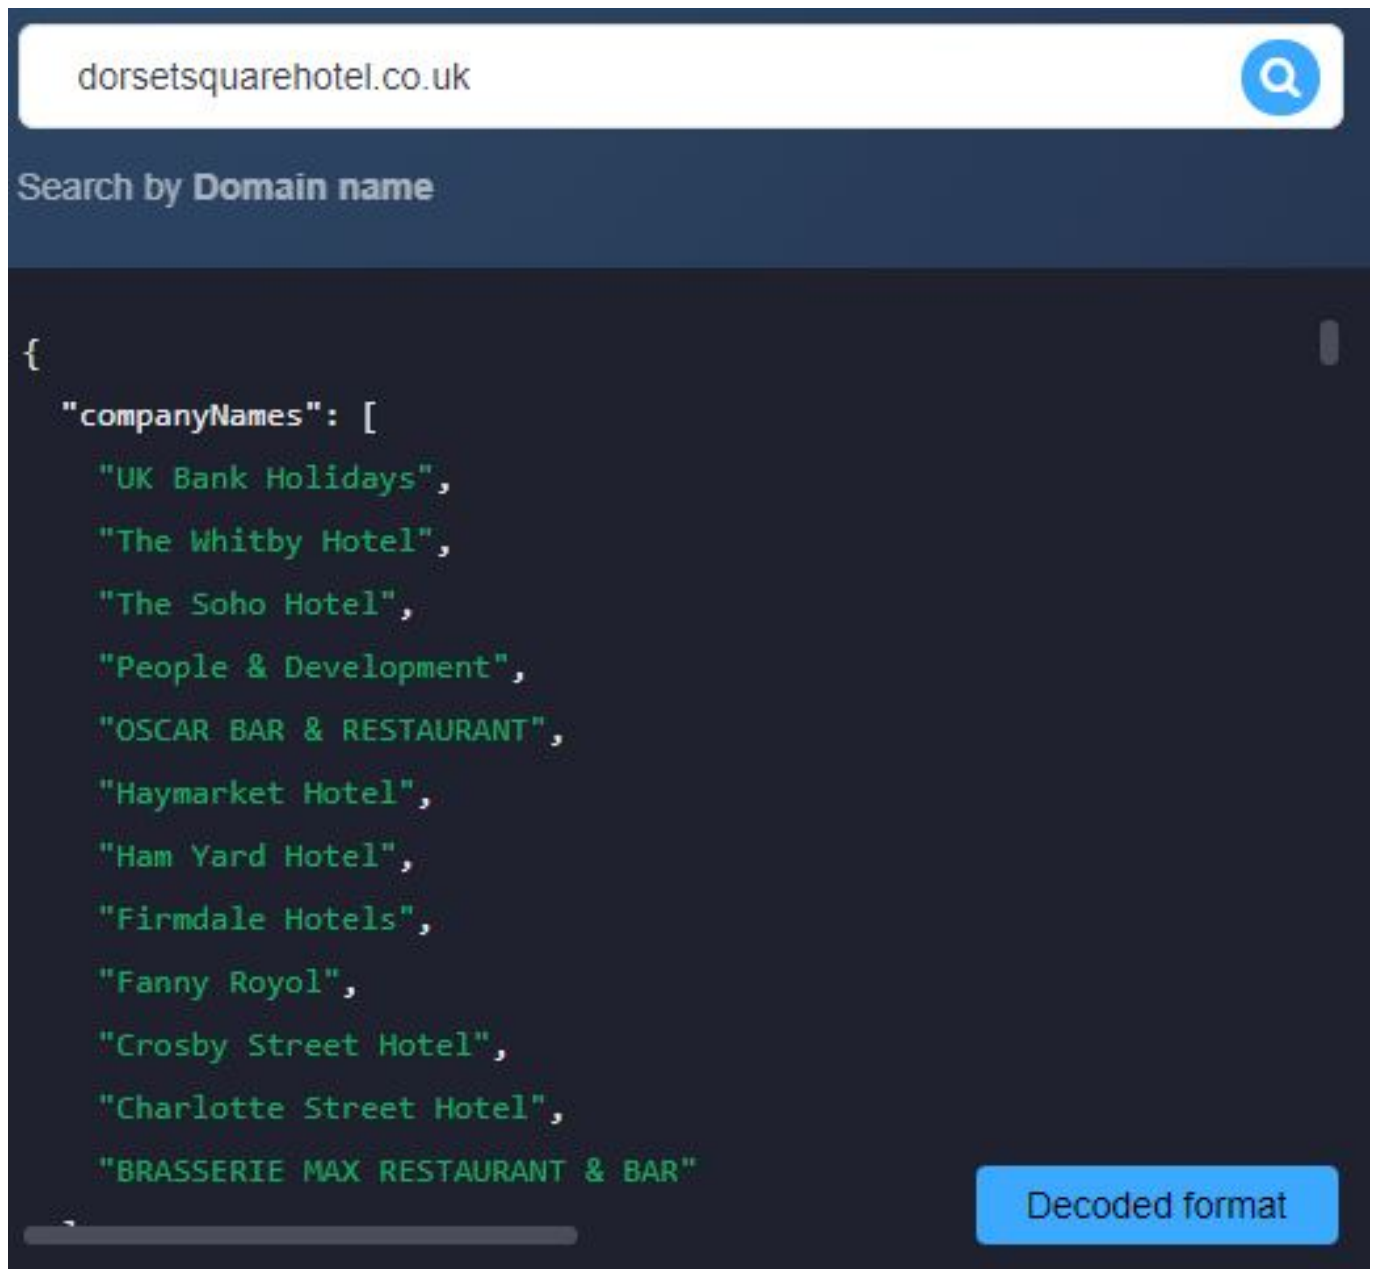 dorsetsquarehotel.co.uk
Search by Domain name
{
"companyNames": [
"UK Bank Holidays",
"The Whitby Hotel",
"The Soho Hotel",
"People & Development",
"OSCAR BAR & RESTAURANT",
"Haymarket Hotel",
"Ham Yard Hotel",
"Firmdale Hotels",
"Fanny Royol",
"Crosby Street Hotel",
"Charlotte Street Hotel",
"BRASSERIE MAX RESTAURANT & BAR"
Decoded format